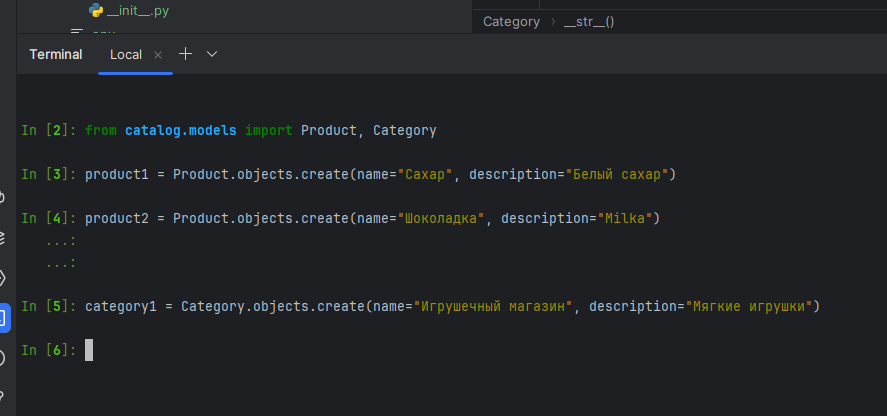 __init__.py
Category > __str__()
Terminal Local × + ∨
In [2]: from catalog.models import Product, Category
In [3]: product1 = Product.objects.create(name="Сахар", description="Белый сахар")
In [4]: product2 = Product.objects.create(name="Шоколадка", description="Milka")
...:
...:
In [5]: category1 = Category.objects.create(name="Игрушечный магазин", description="Мягкие игрушки")
In [6]: